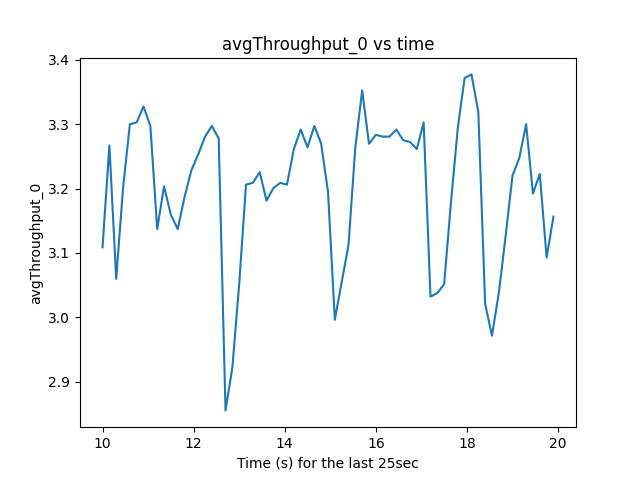 avgThroughput_0 vs time
3.4
3.3
3.2
3.1
3.0
2.9
avgThroughput_0
10 12 14 16 18 20
Time (s) for the last 25sec